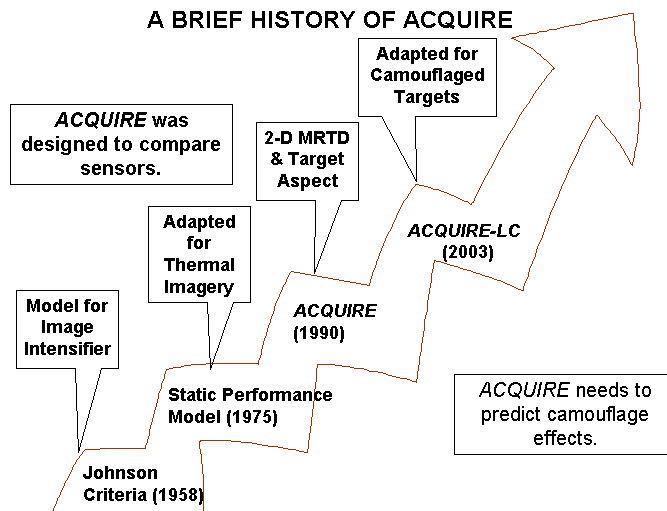 A BRIEF HISTORY OF ACQUIRE
Adapted for
Camouflaged
Targets
ACQUIRE was
designed to compare
sensors.
2-D MRTD
& Target
Aspect
Adapted
for
Thermal
Imagery
ACQUIRE-LC
(2003)
Model for
Image
Intensifier
ACQUIRE
(1990)
Static Performance
Model (1975)
ACQUIRE needs to
predict camouflage
effects.
Johnson
Criteria (1958)